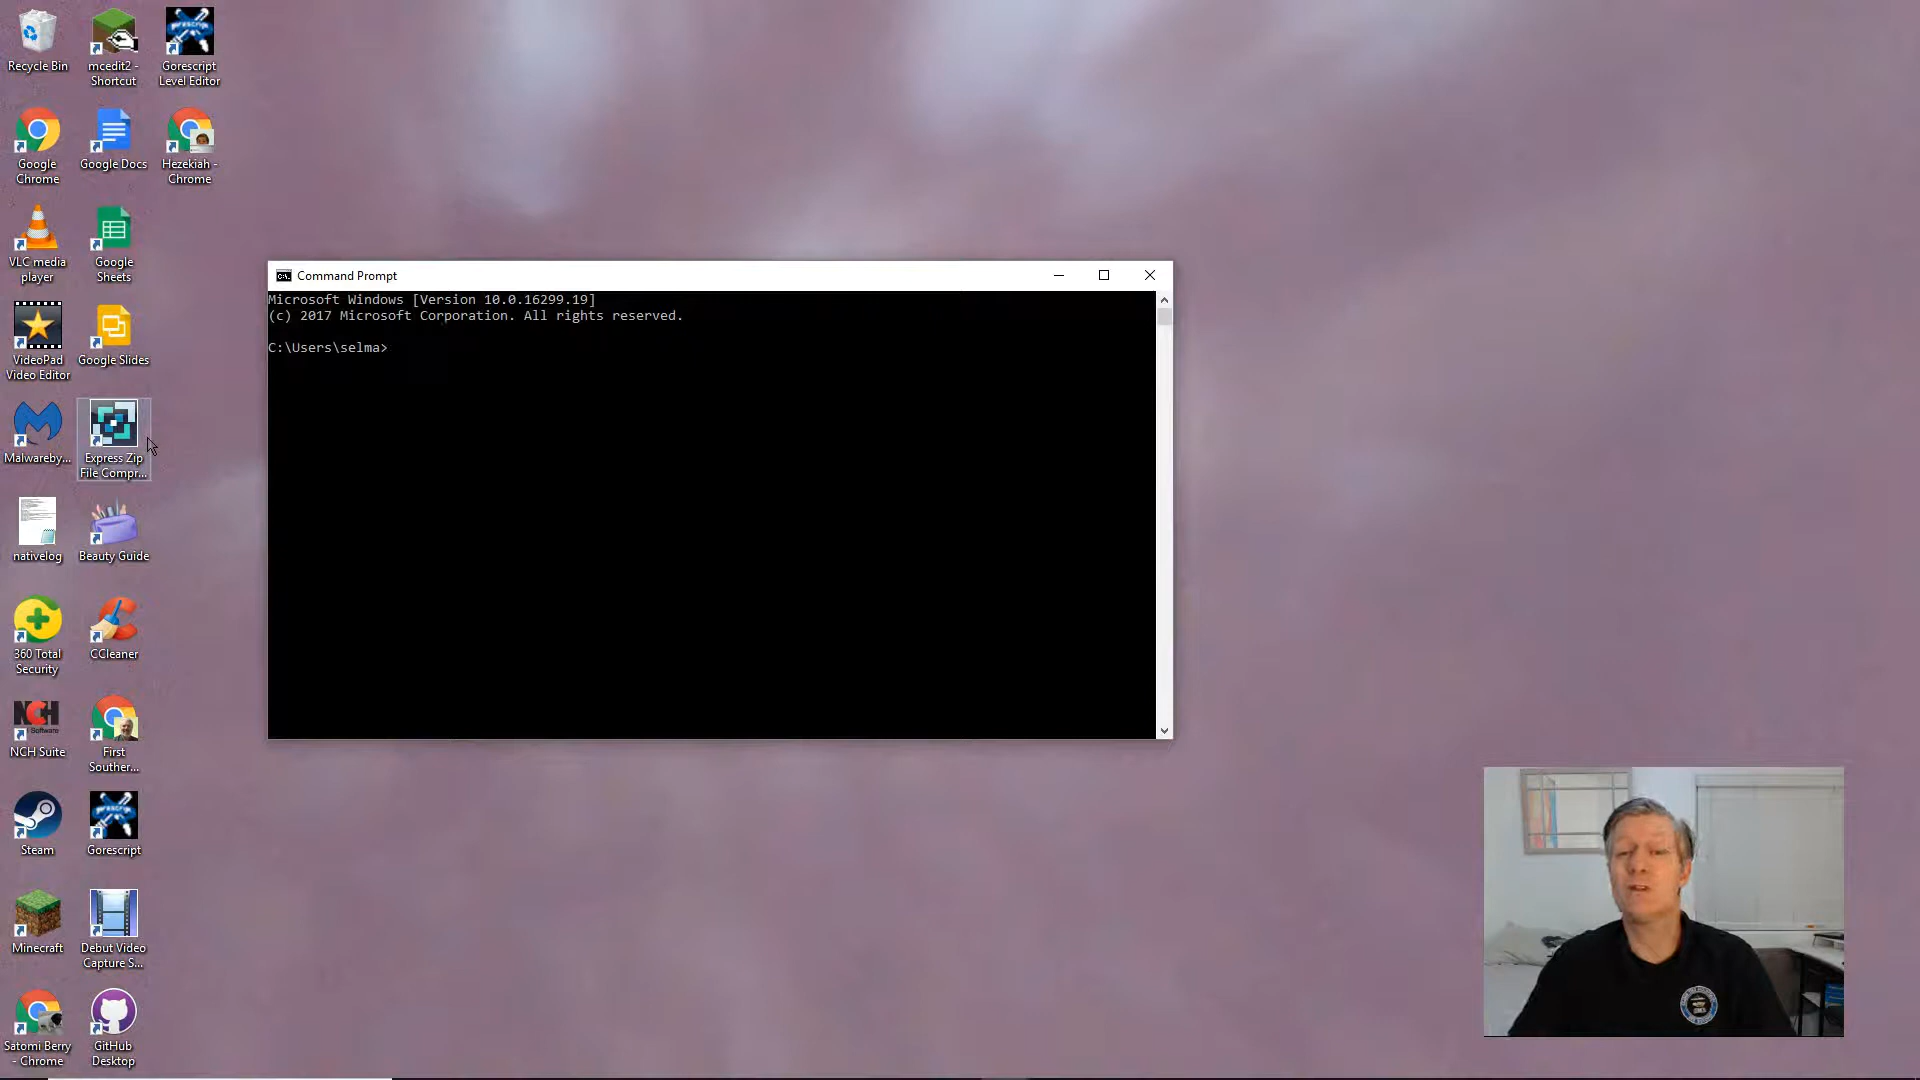 Recycle Bin
mcedit2 -
Shortcut
Gorescript
Level Editor
Google
Chrome
Google Docs
Hezekiah -
Chrome
VLC media
player
Google
Sheets
VideoPad
Video Editor
Google Slides
Malwareby...
Express Zip
File Compr...
nativelog
Beauty Guide
360 Total
Security
CCleaner
NCH
Software
NCH Suite
First
Souther...
Steam
Gorescript
Minecraft
Debut Video
Capture S...
Satomi Berry
- Chrome
GitHub
Desktop
Command Prompt
Microsoft Windows [Version 10.0.16299.19]
(c) 2017 Microsoft Corporation. All rights reserved.
C:\Users\selma>